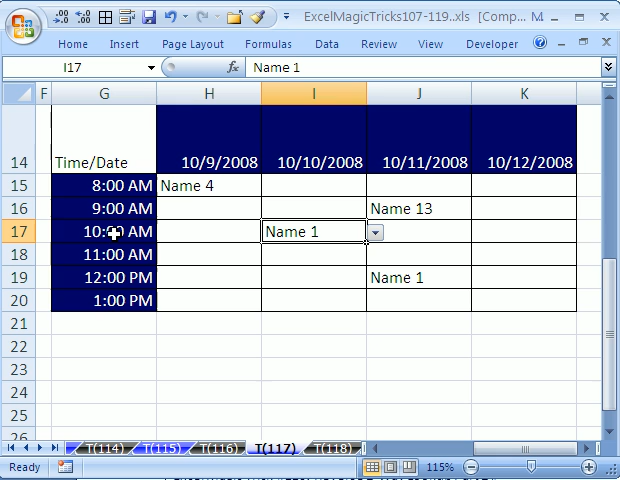 ExcelMagicTricks107-119..xls [Comp... M
Home Insert Page Layout Formulas Data Review View Developer
I17 fx Name 1
F G H I J K
14 Time/Date 10/9/2008 10/10/2008 10/11/2008 10/12/2008
15 8:00 AM Name 4
16 9:00 AM Name 13
17 10:00 AM Name 1
18 11:00 AM
19 12:00 PM Name 1
20 1:00 PM
21
22
23
24
25
26
T(114) T(115) T(116) T(117) T(118)
Ready 115%